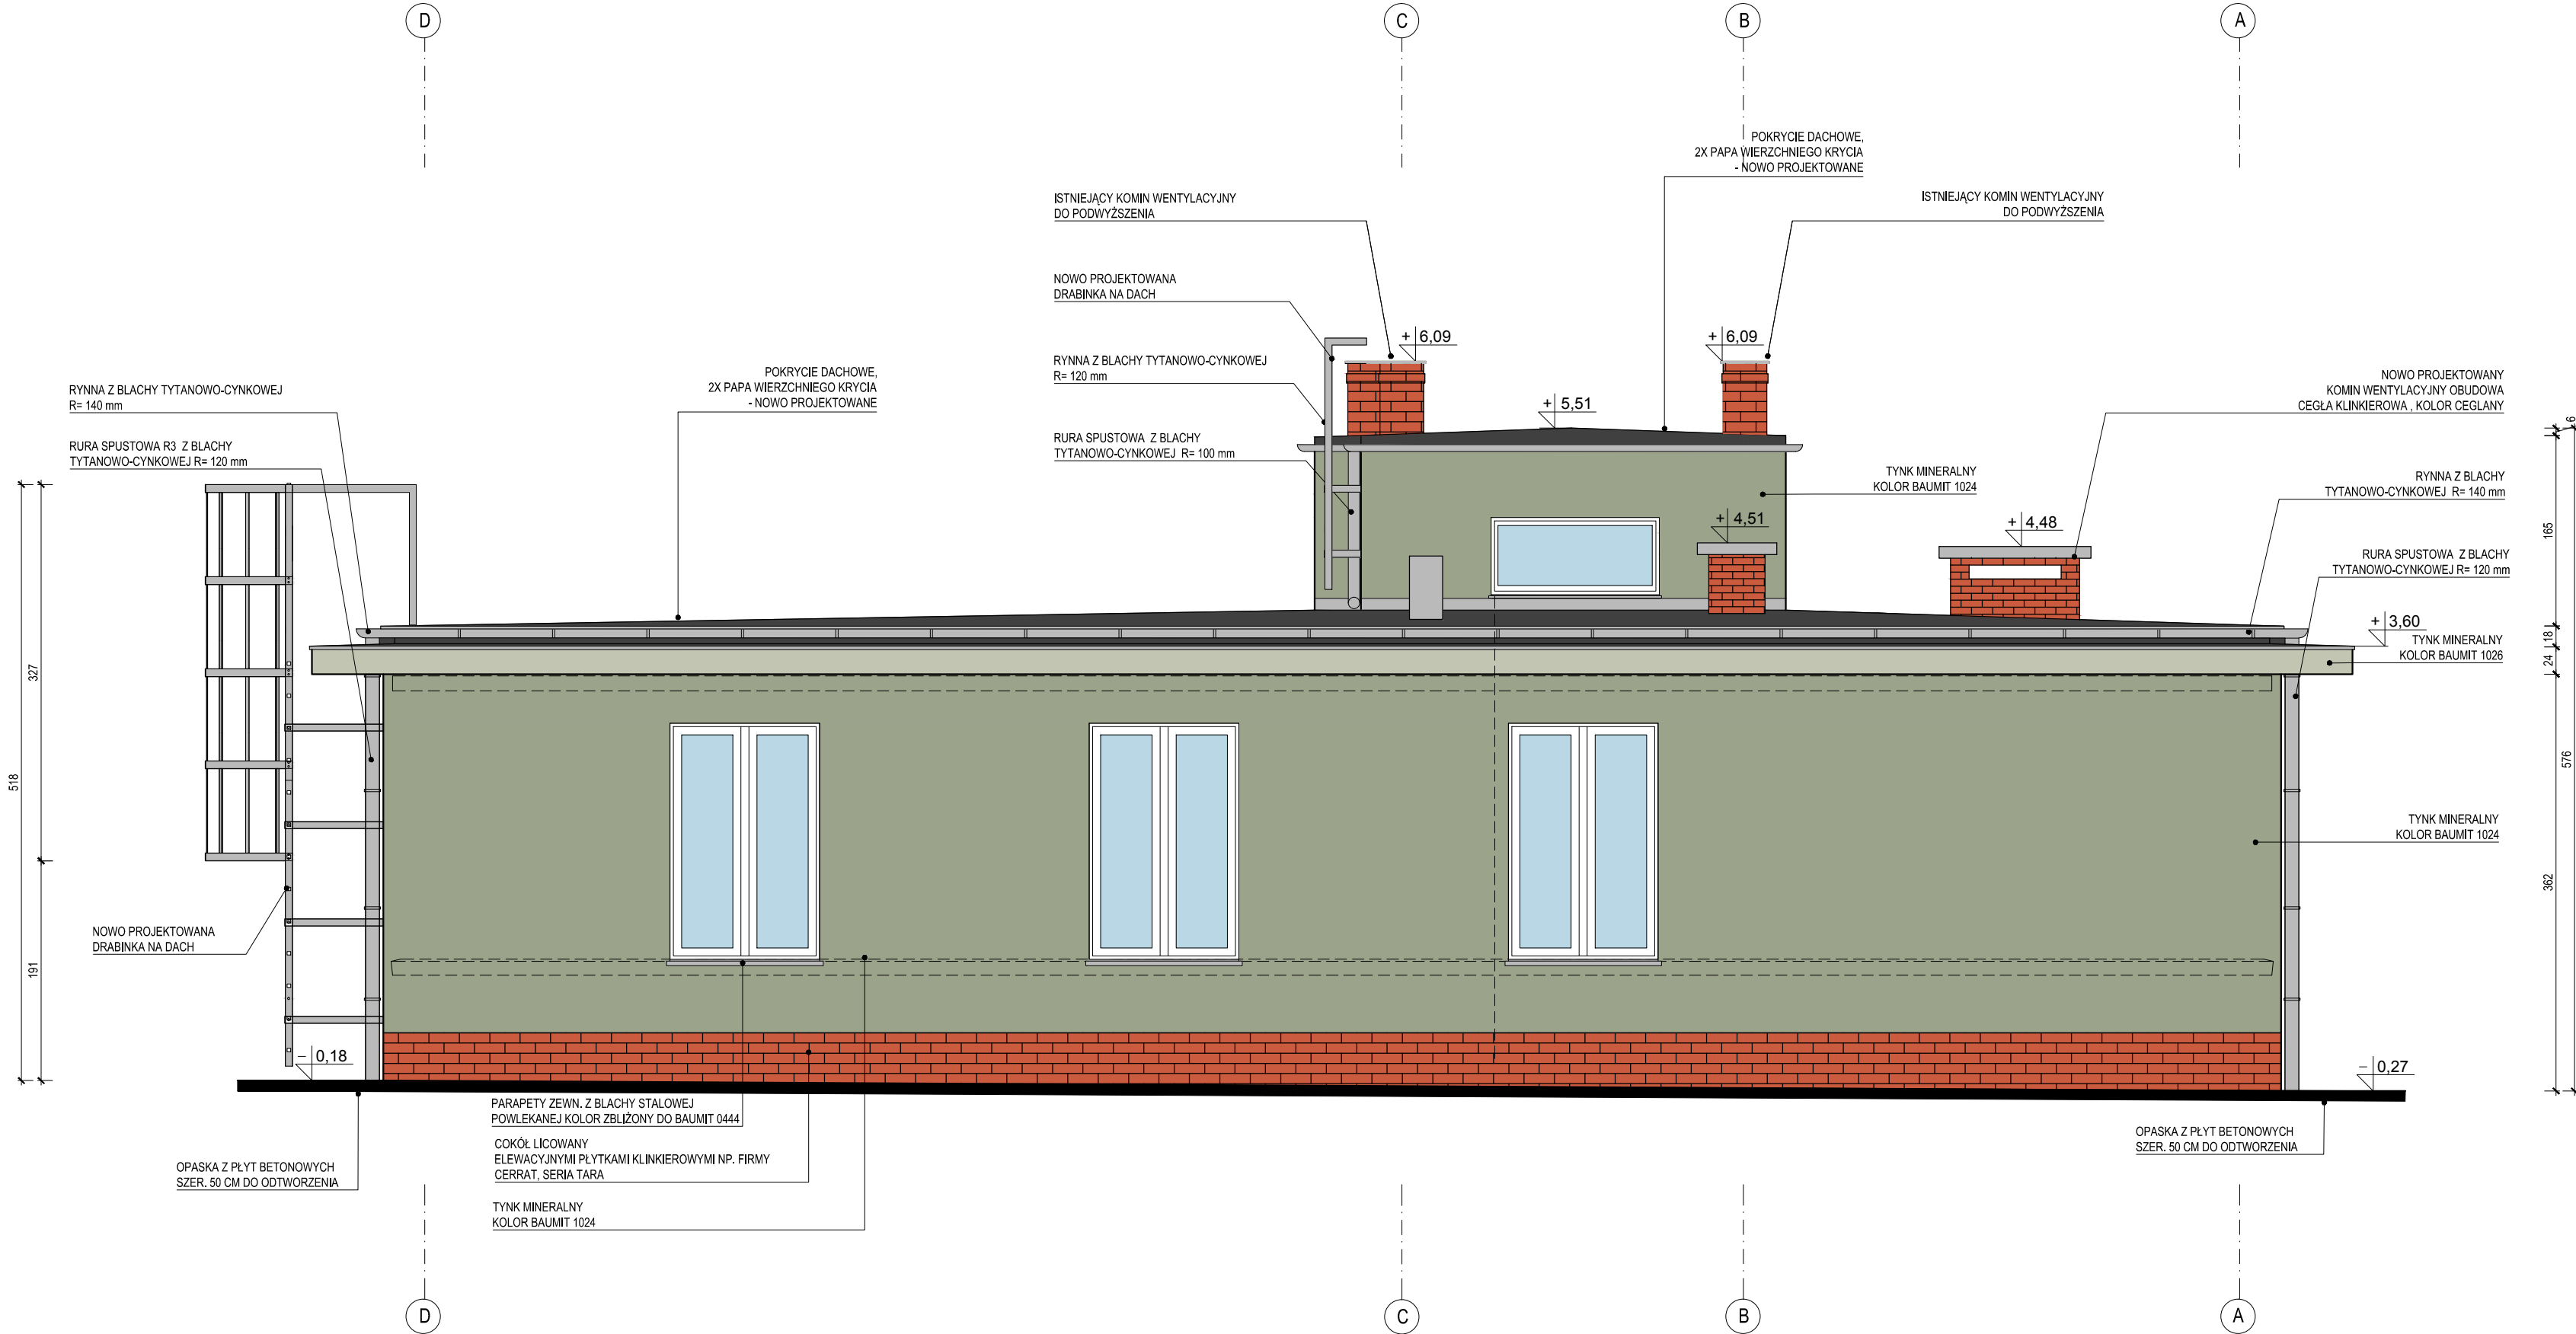 D
C
B
A
POKRYCIE DACHOWE,
2X PAPA WIERZCHNIEGO KRYCIA
- NOWO PROJEKTOWANE
ISTNIEJĄCY KOMIN WENTYLACYJNY
DO PODWYŻSZENIA
ISTNIEJĄCY KOMIN WENTYLACYJNY
DO PODWYŻSZENIA
NOWO PROJEKTOWANA
DRABINKA NA DACH
+ 6,09
+ 6,09
RYNNA Z BLACHY TYTANOWO-CYNKOWEJ
R= 120 mm
POKRYCIE DACHOWE,
2X PAPA WIERZCHNIEGO KRYCIA
- NOWO PROJEKTOWANE
RYNNA Z BLACHY TYTANOWO-CYNKOWEJ
R= 140 mm
NOWO PROJEKTOWANY
KOMIN WENTYLACYJNY OBUDOWA
CEGŁA KLINKIEROWA , KOLOR CEGLANY
+ 5,51
RURA SPUSTOWA R3 Z BLACHY
TYTANOWO-CYNKOWEJ R= 120 mm
RURA SPUSTOWA Z BLACHY
TYTANOWO-CYNKOWEJ R= 100 mm
TYNK MINERALNY
KOLOR BAUMIT 1024
RYNNA Z BLACHY
TYTANOWO-CYNKOWEJ R= 140 mm
+ 4,51
+ 4,48
RURA SPUSTOWA Z BLACHY
TYTANOWO-CYNKOWEJ R= 120 mm
+ 3,60
TYNK MINERALNY
KOLOR BAUMIT 1026
6
165
18
24
576
362
327
518
191
TYNK MINERALNY
KOLOR BAUMIT 1024
NOWO PROJEKTOWANA
DRABINKA NA DACH
- 0,18
- 0,27
PARAPETY ZEWN. Z BLACHY STALOWEJ
POWLEKANEJ KOLOR ZBLIŻONY DO BAUMIT 0444
COKÓŁ LICOWANY
ELEWACYJNYMI PŁYTKAMI KLINKIEROWYMI NP. FIRMY
CERRAT, SERIA TARA
OPASKA Z PŁYT BETONOWYCH
SZER. 50 CM DO ODTWORZENIA
OPASKA Z PŁYT BETONOWYCH
SZER. 50 CM DO ODTWORZENIA
TYNK MINERALNY
KOLOR BAUMIT 1024
D
C
B
A